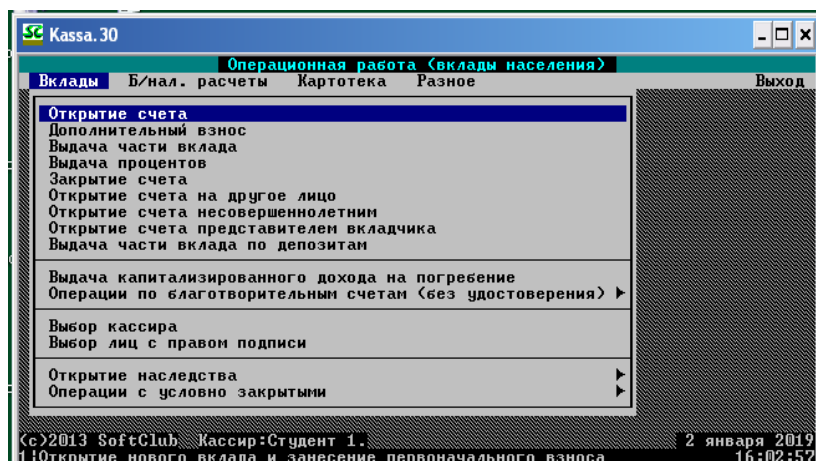 SC Kassa.30
Операционная работа (вклады населения)
Вклады Б/нал. расчеты Картотека Разное Выход
Открытие счета
Дополнительный взнос
Выдача части вклада
Выдача процентов
Закрытие счета
Открытие счета на другое лицо
Открытие счета несовершеннолетним
Открытие счета представителем вкладчика
Выдача части вклада по депозитам
Выдача капитализированного дохода на погребение
Операции по благотворительным счетам (без удостоверения)
Выбор кассира
Выбор лиц с правом подписи
Открытие наследства
Операции с условно закрытыми
(c)2013 SoftClub Кассир:Студент 1. 2 января 2019
1!Открытие нового вклада и занесение первоначального взноса 16:02:57